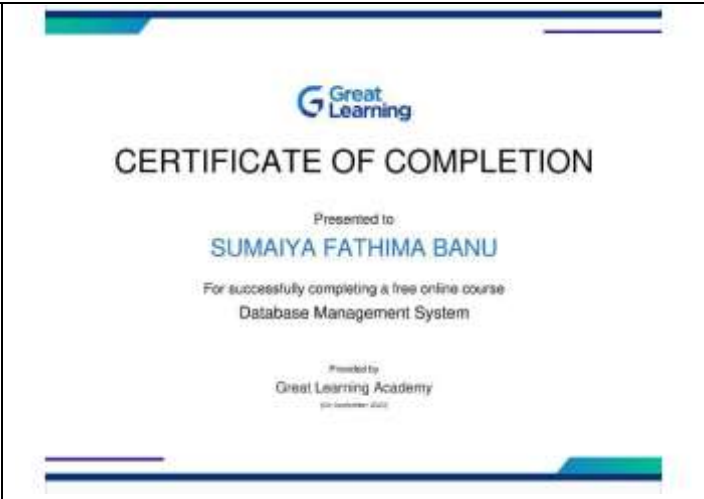 Great
Learning
CERTIFICATE OF COMPLETION
Presented to
SUMAIYA FATHIMA BANU
For successfully completing a free online course
Database Management System
Provided by
Great Learning Academy